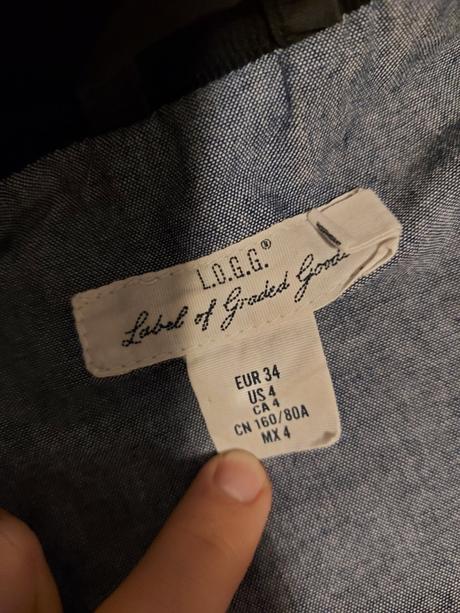 L.O.G.G.®
Label of Graded Goods
EUR 34
US 4
CA 4
CN 160/80A
MX 4